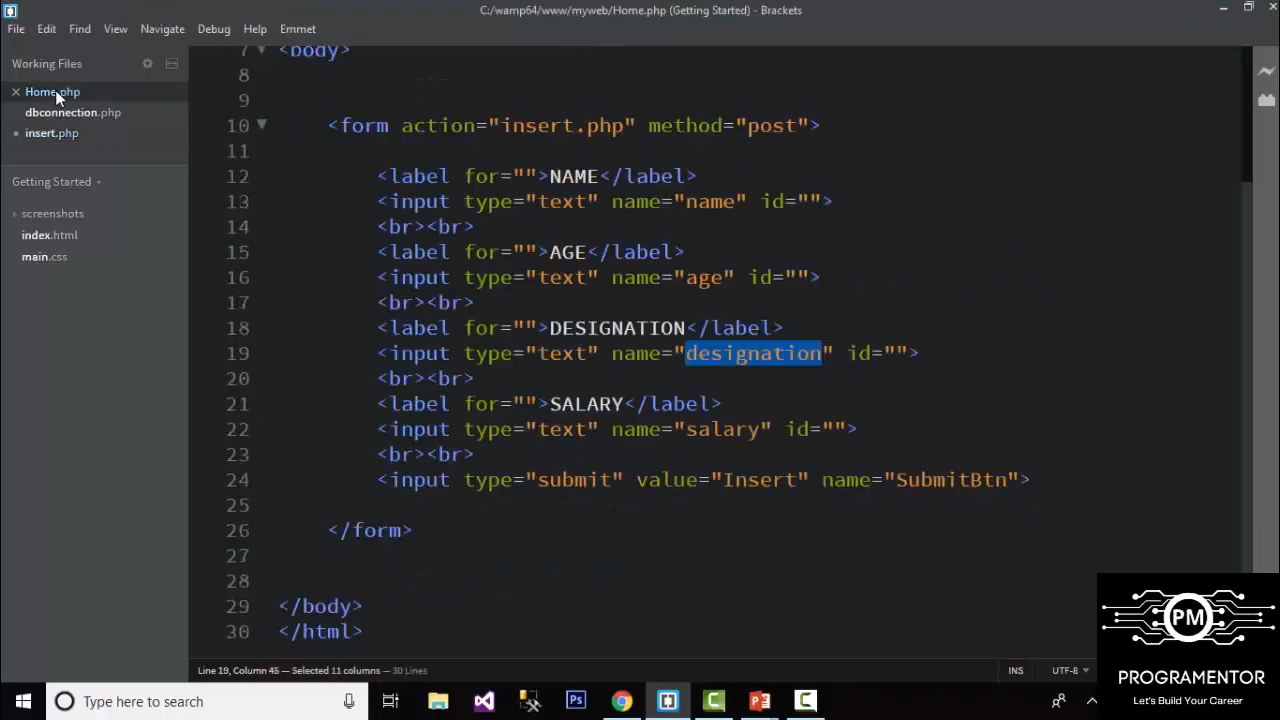 C:/wamp64/www/myweb/Home.php (Getting Started) - Brackets
File Edit Find View Navigate Debug Help Emmet
Working Files
Home.php
dbconnection.php
insert.php
Getting Started
screenshots
index.html
main.css
7 <body>
8
9
10 <form action="insert.php" method="post">
11
12 <label for="">NAME</label>
13 <input type="text" name="name" id="">
14 <br><br>
15 <label for="">AGE</label>
16 <input type="text" name="age" id="">
17 <br><br>
18 <label for="">DESIGNATION</label>
19 <input type="text" name="designation" id="">
20 <br><br>
21 <label for="">SALARY</label>
22 <input type="text" name="salary" id="">
23 <br><br>
24 <input type="submit" value="Insert" name="SubmitBtn">
25
26 </form>
27
28
29 </body>
30 </html>
Line 19, Column 45 — Selected 11 columns — 30 Lines
INS UTF-8
PM
PROGRAMENTOR
Let's Build Your Career
Type here to search
Ps
C
P
C